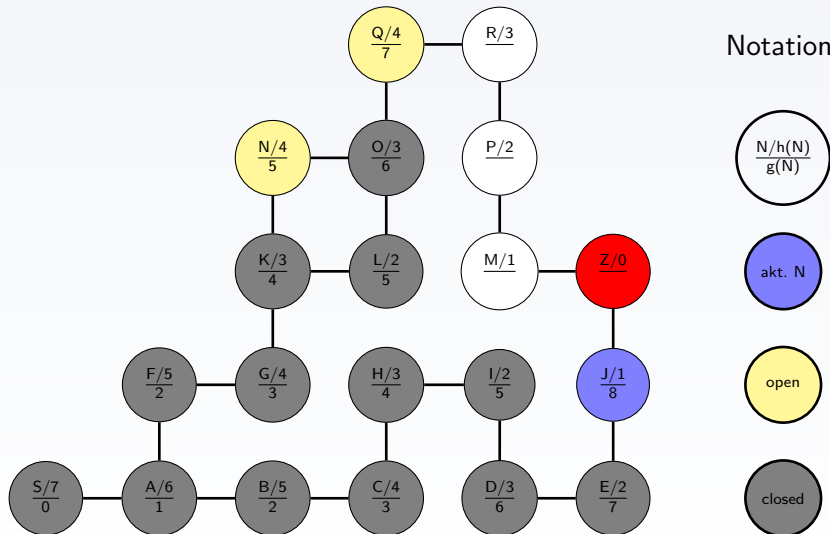 Q/4
7
R/3
Notation
N/4
5
O/3
6
P/2
N/h(N)
g(N)
K/3
4
L/2
5
M/1
Z/0
akt. N
F/5
2
G/4
3
H/3
4
I/2
5
J/1
8
open
S/7
0
A/6
1
B/5
2
C/4
3
D/3
6
E/2
7
closed